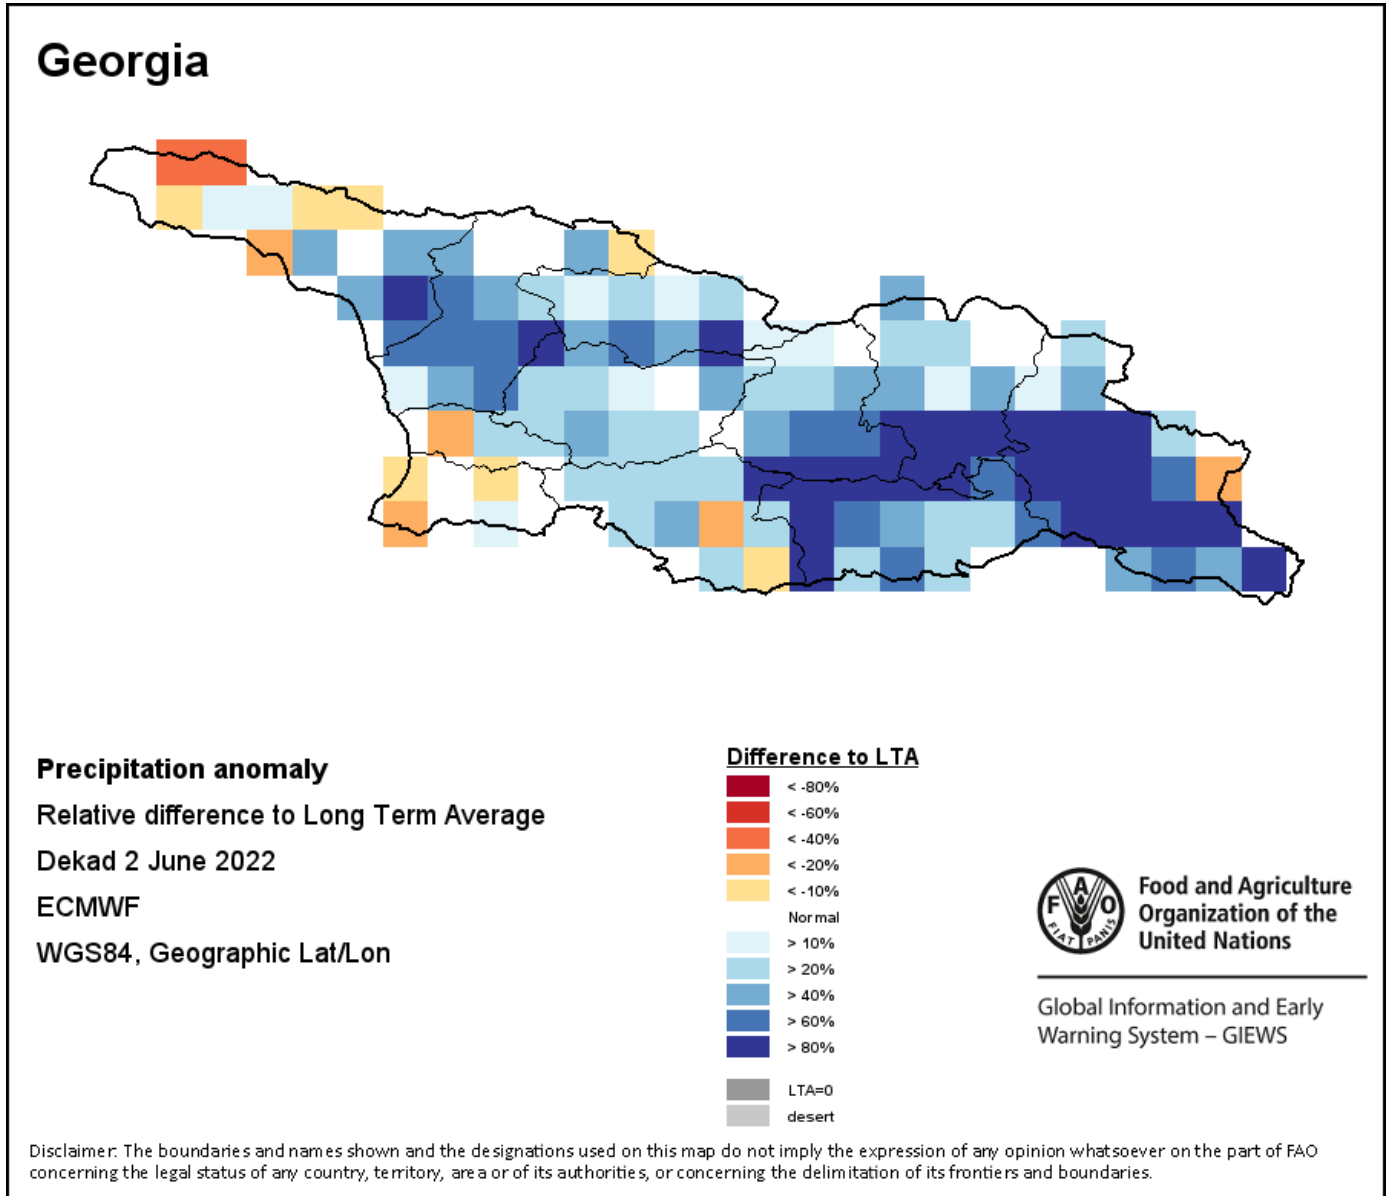 Georgia
Precipitation anomaly
Relative difference to Long Term Average
Dekad 2 June 2022
ECMWF
WGS84, Geographic Lat/Lon
Difference to LTA
< -80%
< -60%
< -40%
< -20%
< -10%
Normal
> 10%
> 20%
> 40%
> 60%
> 80%
LTA=0
desert
F A O
FIAT PANIS
Food and Agriculture
Organization of the
United Nations
Global Information and Early
Warning System – GIEWS
Disclaimer: The boundaries and names shown and the designations used on this map do not imply the expression of any opinion whatsoever on the part of FAO
concerning the legal status of any country, territory, area or of its authorities, or concerning the delimitation of its frontiers and boundaries.